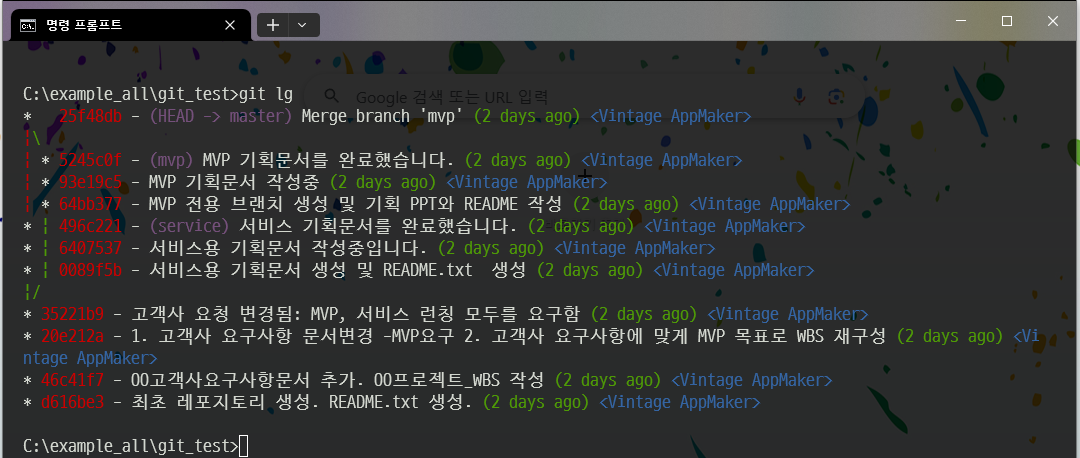 명령 프롬프트
C:\example_all\git_test>git lg
Google 검색 또는 URL 입력
* 25f48db - (HEAD -> master) Merge branch 'mvp' (2 days ago) <Vintage AppMaker>
|\
| * 5245c0f - (mvp) MVP 기획문서를 완료했습니다. (2 days ago) <Vintage AppMaker>
| * 93e19c5 - MVP 기획문서 작성중 (2 days ago) <Vintage AppMaker>
| * 64bb377 - MVP 전용 브랜치 생성 및 기획 PPT와 README 작성 (2 days ago) <Vintage AppMaker>
* | 496c221 - (service) 서비스 기획문서를 완료했습니다. (2 days ago) <Vintage AppMaker>
* | 6407537 - 서비스용 기획문서 작성중입니다. (2 days ago) <Vintage AppMaker>
* | 0089f5b - 서비스용 기획문서 생성 및 README.txt  생성 (2 days ago) <Vintage AppMaker>
|/
* 35221b9 - 고객사 요청 변경됨: MVP, 서비스 런칭 모두를 요구함 (2 days ago) <Vintage AppMaker>
* 20e212a - 1. 고객사 요구사항 문서변경 -MVP요구 2. 고객사 요구사항에 맞게 MVP 목표로 WBS 재구성 (2 days ago) <Vi
ntage AppMaker>
* 46c41f7 - OO고객사요구사항문서 추가. OO프로젝트_WBS 작성 (2 days ago) <Vintage AppMaker>
* d616be3 - 최초 레포지토리 생성. README.txt 생성. (2 days ago) <Vintage AppMaker>
C:\example_all\git_test>